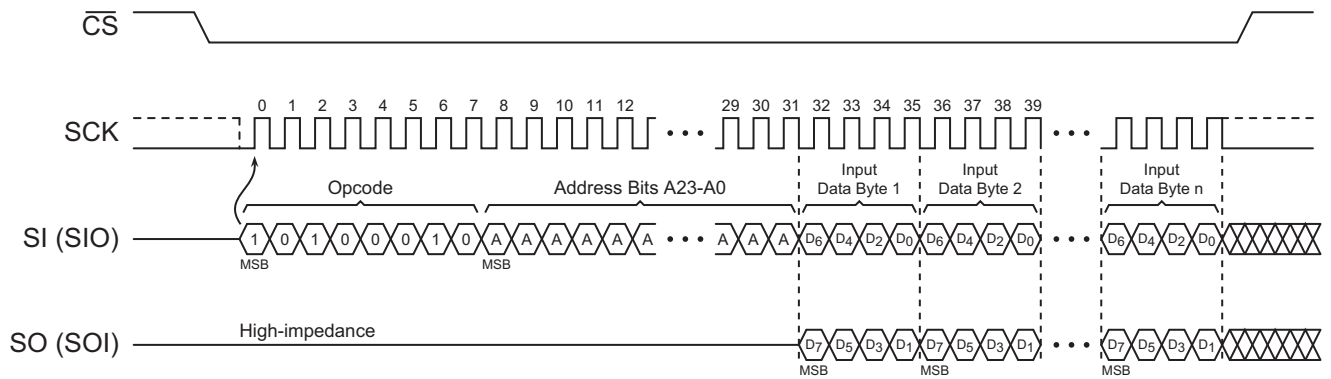 CS
0 1 2 3 4 5 6 7 8 9 10 11 12 29 30 31 32 33 34 35 36 37 38 39
SCK
Opcode Address Bits A23-A0 Input Data Byte 1 Input Data Byte 2 Input Data Byte n
SI (SIO) 1 0 1 0 0 0 1 0 A A A A A A A A A D6 D4 D2 D0 D6 D4 D2 D0 D6 D4 D2 D0
MSB MSB
High-impedance
SO (SOI) D7 D5 D3 D1 D7 D5 D3 D1 D7 D5 D3 D1
MSB MSB MSB